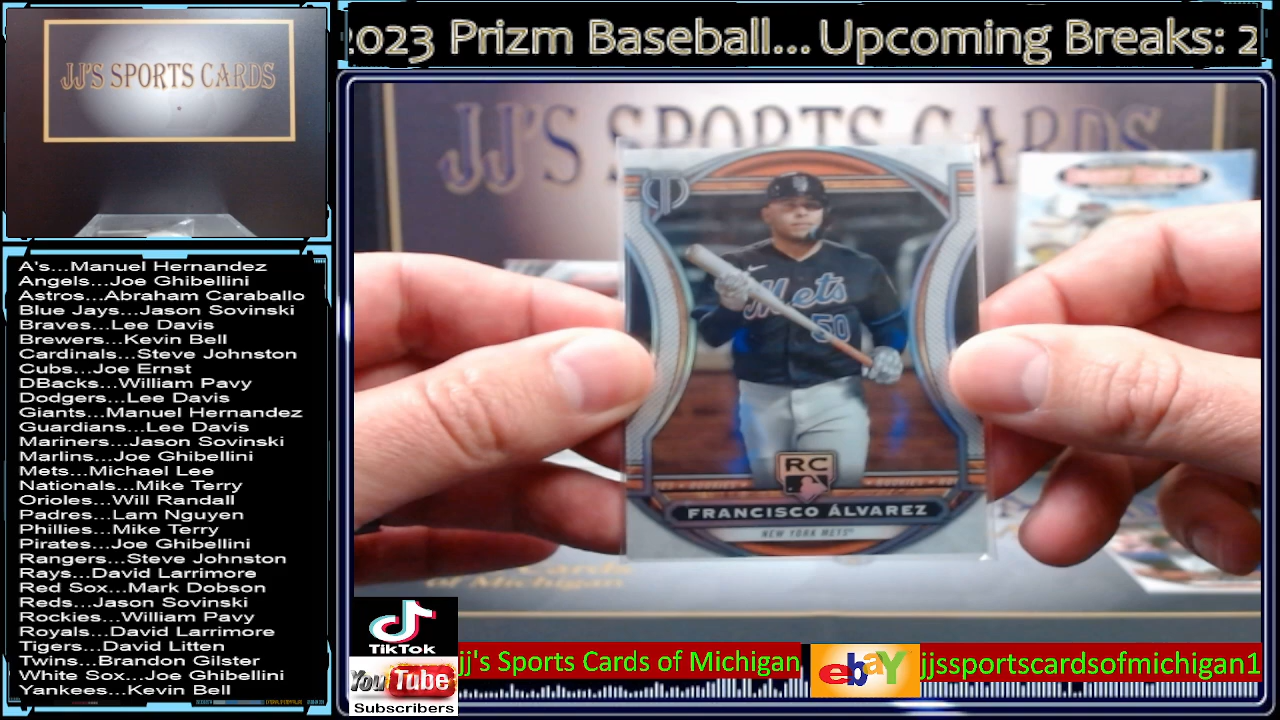 JJ'S SPORTS CARDS
2023 Prizm Baseball... Upcoming Breaks: 2
JJ'S SPORTS CARDS
Mets
50
RC
FRANCISCO ÁLVAREZ
NEW YORK METS
of Michigan
A's...Manuel Hernandez
Angels...Joe Ghibellini
Astros...Abraham Caraballo
Blue Jays...Jason Sovinski
Braves...Lee Davis
Brewers...Kevin Bell
Cardinals...Steve Johnston
Cubs...Joe Ernst
DBacks...William Pavy
Dodgers...Lee Davis
Giants...Manuel Hernandez
Guardians...Lee Davis
Mariners...Jason Sovinski
Marlins...Joe Ghibellini
Mets...Michael Lee
Nationals...Mike Terry
Orioles...Will Randall
Padres...Lam Nguyen
Phillies...Mike Terry
Pirates...Joe Ghibellini
Rangers...Steve Johnston
Rays...David Larrimore
Red Sox...Mark Dobson
Reds...Jason Sovinski
Rockies...William Pavy
Royals...David Larrimore
Tigers...David Litten
Twins...Brandon Gilster
White Sox...Joe Ghibellini
Yankees...Kevin Bell
TikTok
YouTube
Subscribers
jj's Sports Cards of Michigan
ebay
jjssportscardsofmichigan1